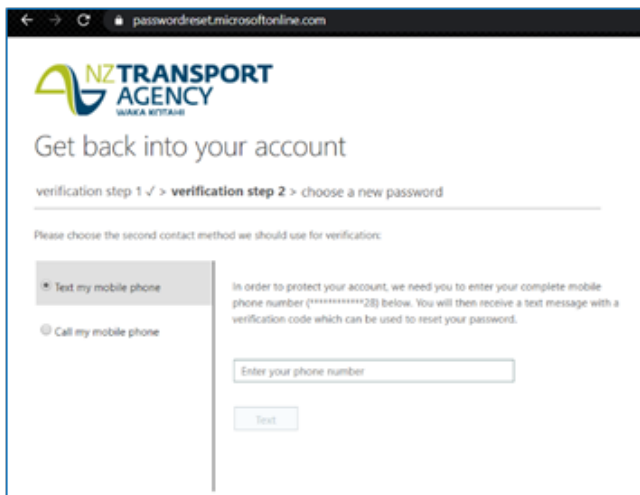 passwordreset.microsoftonline.com
NZ TRANSPORT
AGENCY
WAKA KOTAHI
Get back into your account
verification step 1 ✓ > verification step 2 > choose a new password
Please choose the second contact method we should use for verification:
Text my mobile phone
Call my mobile phone
In order to protect your account, we need you to enter your complete mobile
phone number (************28) below. You will then receive a text message with a
verification code which can be used to reset your password.
Enter your phone number
Text